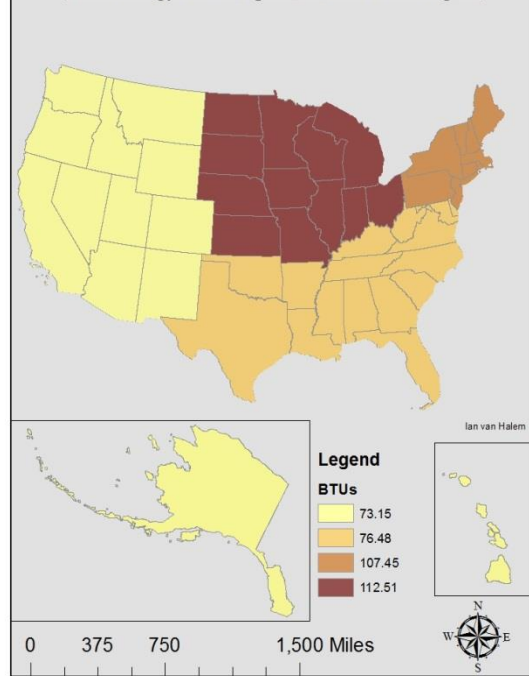 Ian van Halem
Legend
BTUs
73.15
76.48
107.45
112.51
N
W E
S
0 375 750 1,500 Miles